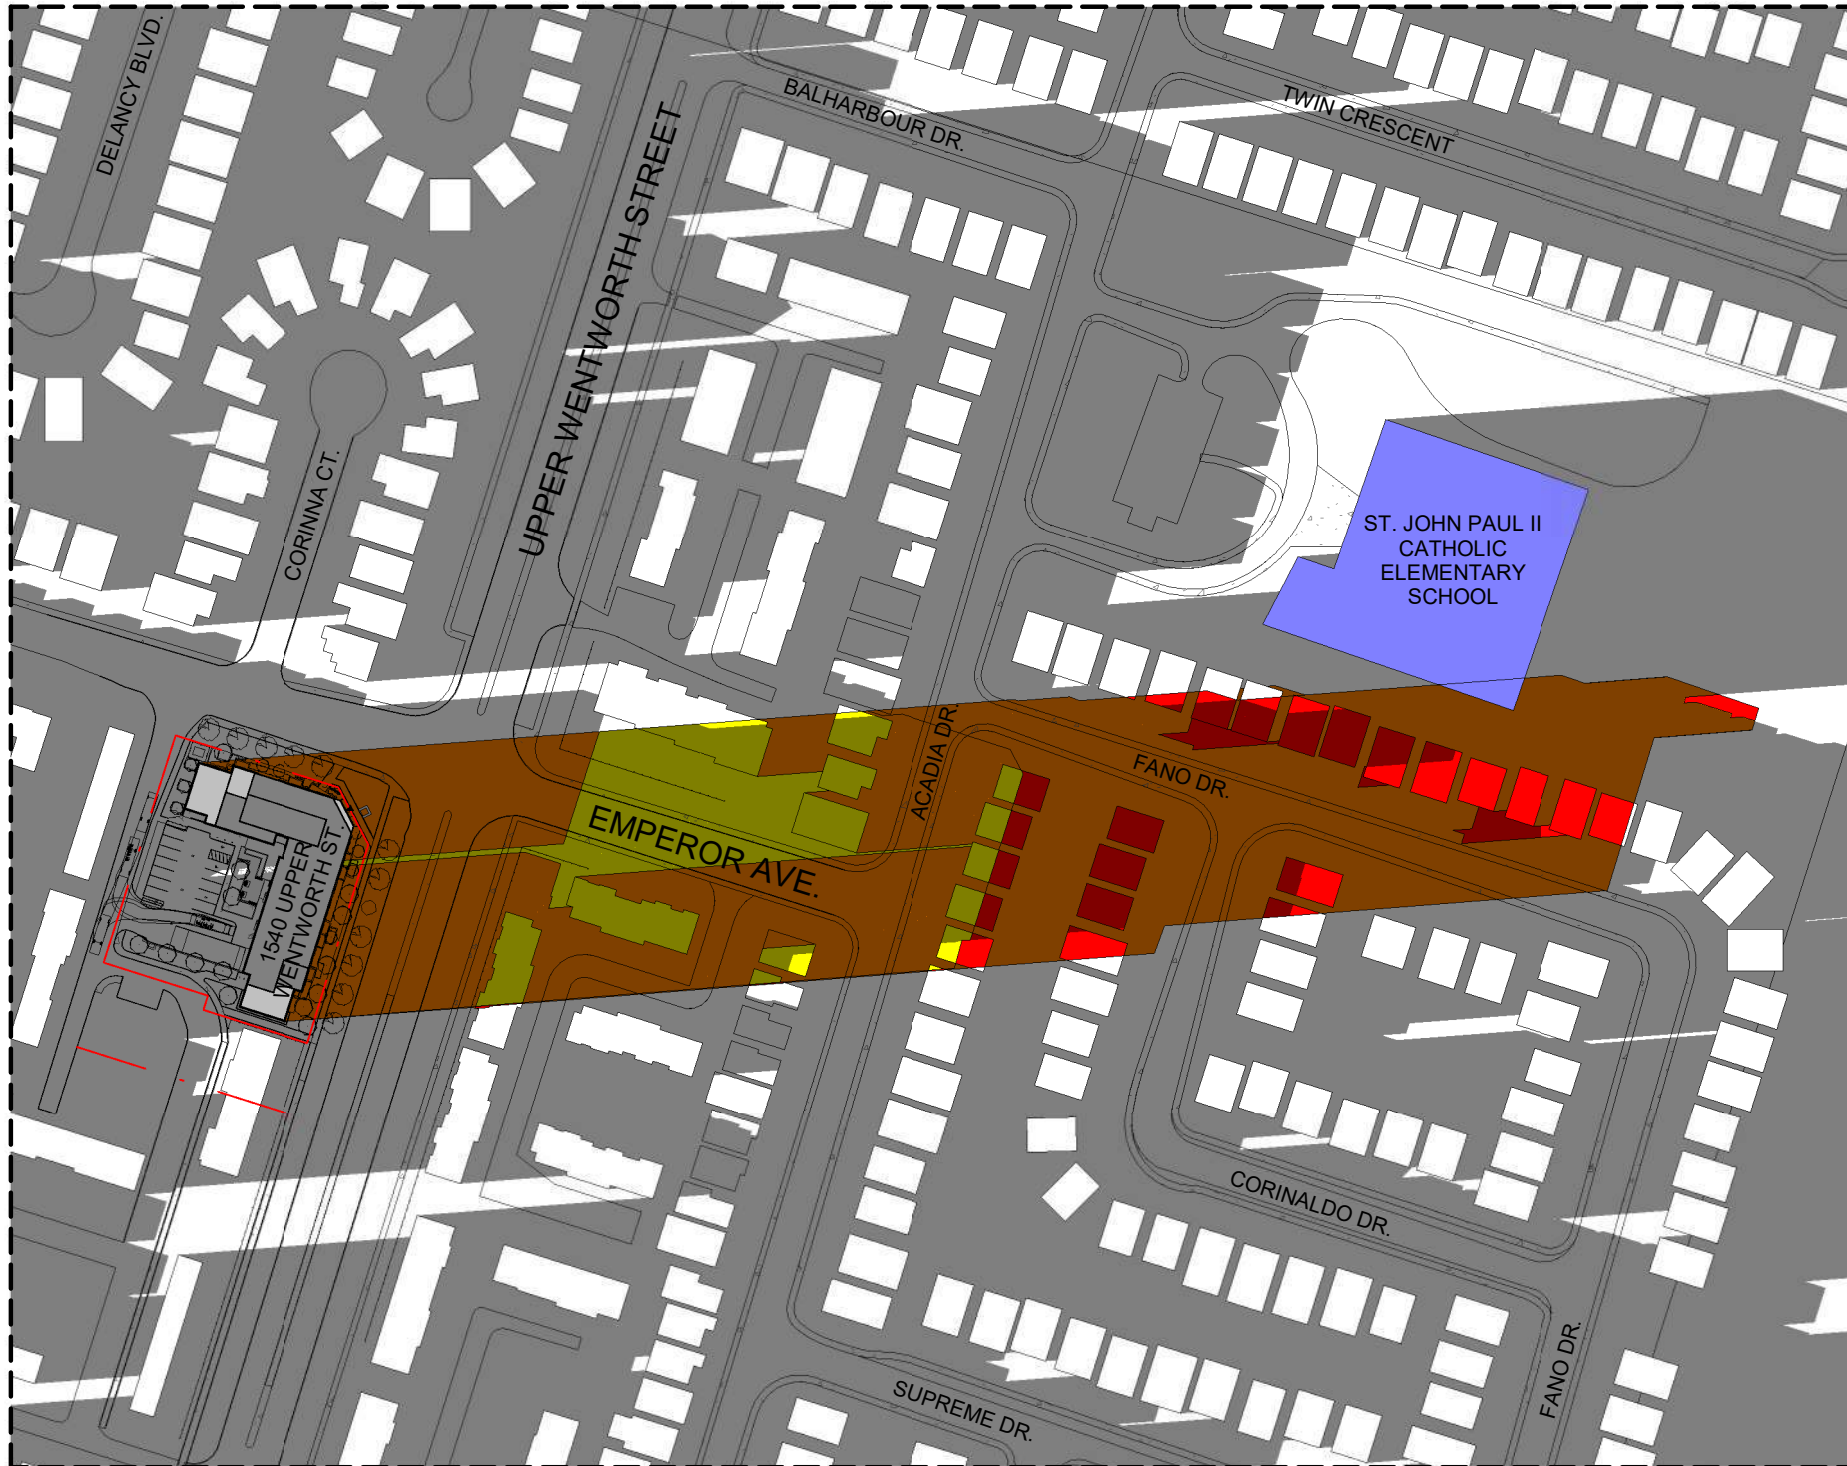 DELANCY BLVD.
BALHARBOUR DR.
TWIN CRESCENT
UPPER WENTWORTH STREET
CORINNA CT.
ST. JOHN PAUL II
CATHOLIC
ELEMENTARY
SCHOOL
ACADIA DR.
FANO DR.
EMPEROR AVE.
1540 UPPER
WENTWORTH ST.
CORINALDO DR.
FANO DR.
SUPREME DR.